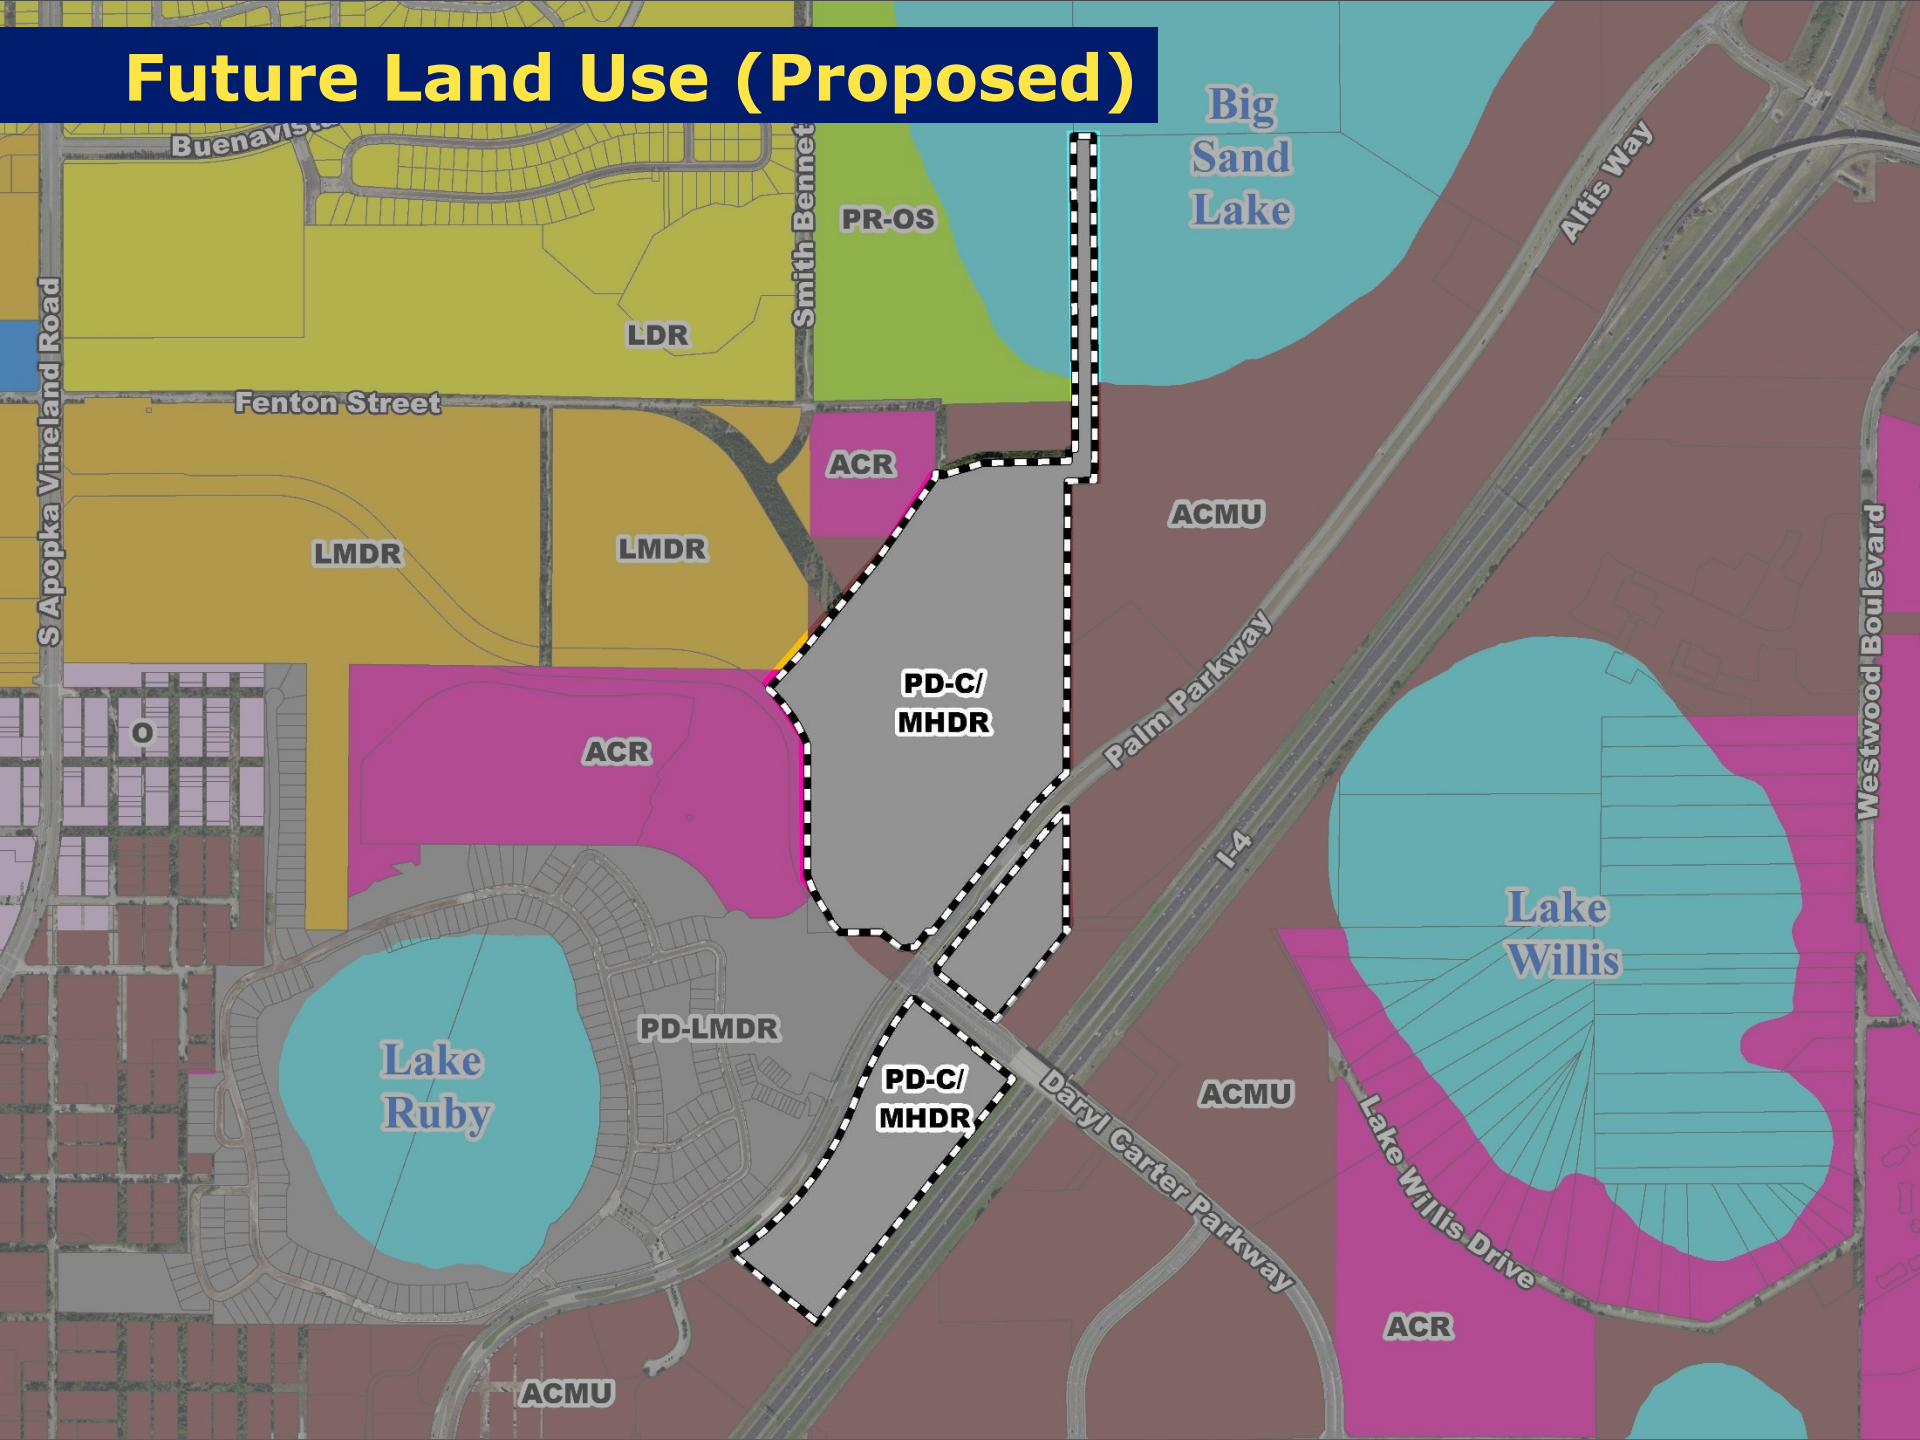 Future Land Use (Proposed)
Big
Sand
Lake
Buenavista
Smith Bennet
Altis Way
PR-OS
LDR
S Apopka Vineland Road
Fenton Street
ACR
ACMU
LMDR
LMDR
Westwood Boulevard
PD-C/
MHDR
Palm Parkway
O
ACR
I-4
Lake
Willis
PD-LMDR
Lake
Ruby
PD-C/
MHDR
Daryl Carter Parkway
ACMU
Lake Willis Drive
ACR
ACMU